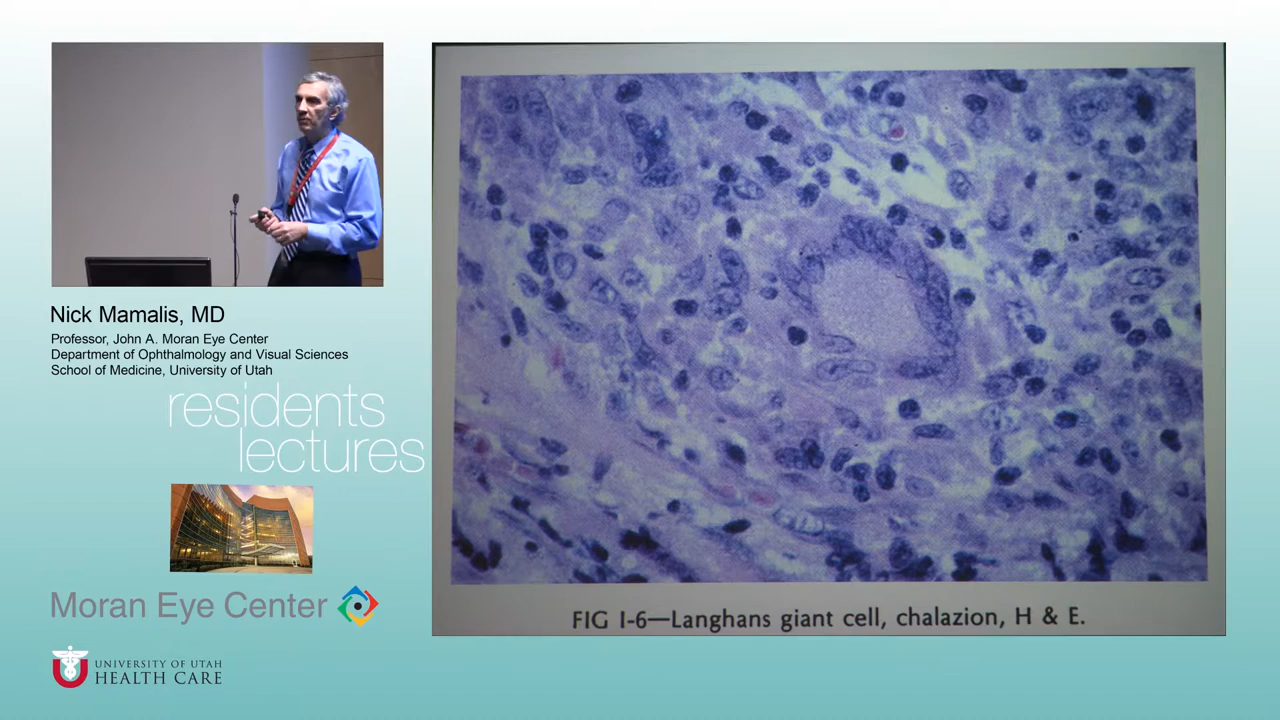 Nick Mamalis, MD
Professor, John A. Moran Eye Center
Department of Ophthalmology and Visual Sciences
School of Medicine, University of Utah
residents
lectures
Moran Eye Center
UNIVERSITY OF UTAH
HEALTH CARE
FIG I-6—Langhans giant cell, chalazion, H & E.